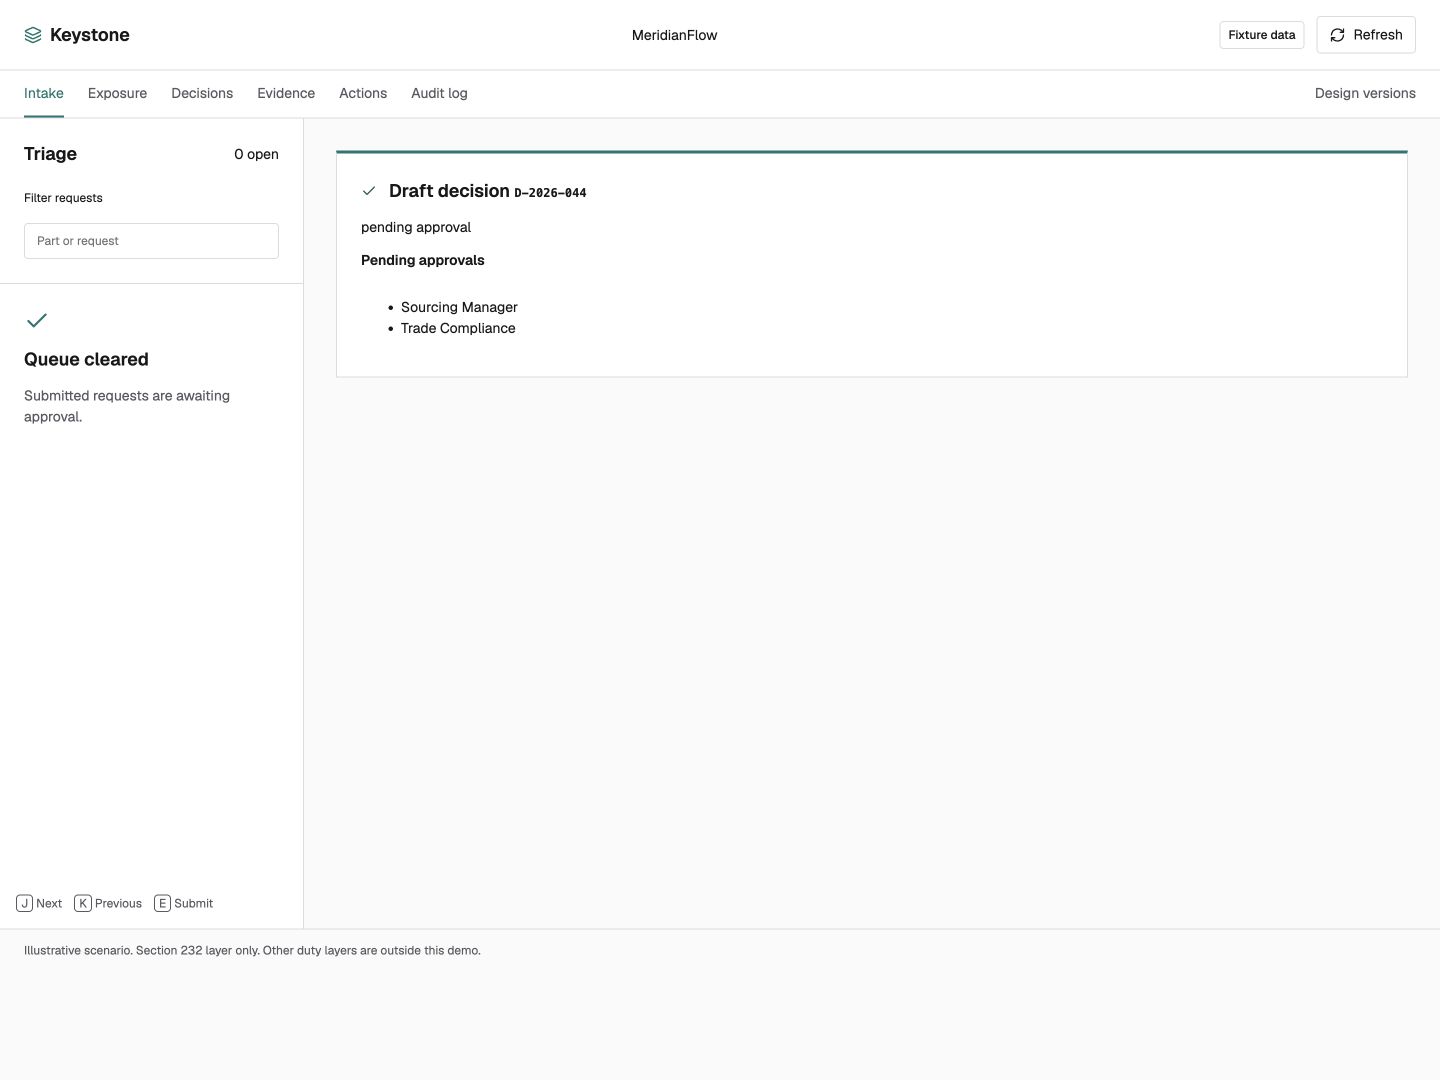 Keystone
MeridianFlow
Fixture data
Refresh
Intake
Exposure
Decisions
Evidence
Actions
Audit log
Design versions
Triage
0 open
Filter requests
Part or request
Queue cleared
Submitted requests are awaiting
approval.
J Next
K Previous
E Submit
Draft decision D-2026-044
pending approval
Pending approvals
• Sourcing Manager
• Trade Compliance
Illustrative scenario. Section 232 layer only. Other duty layers are outside this demo.